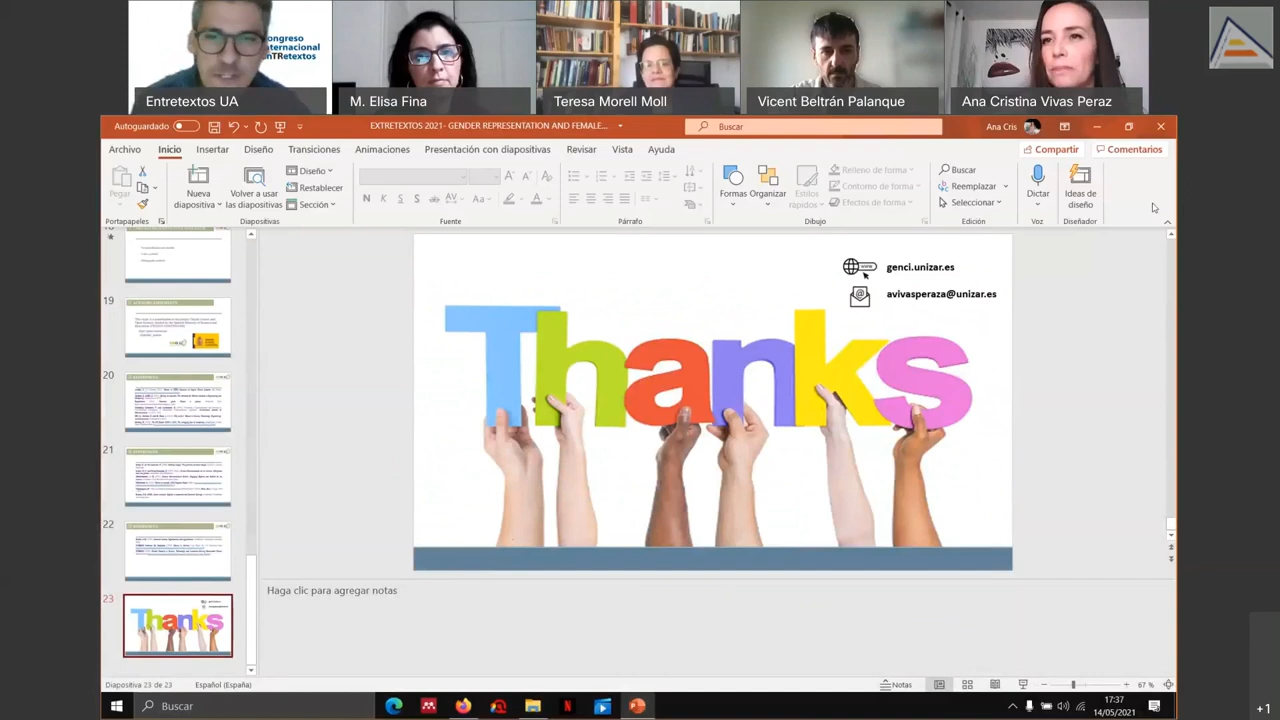 ongreso
nternacional
nTRetextos
Entretextos UA
M. Elisa Fina
Teresa Morell Moll
Vicent Beltrán Palanque
Ana Cristina Vivas Peraz
Autoguardado
EXTRETEXTOS 2021- GENDER REPRESENTATION AND FEMALE...
Buscar
Ana Cris
Archivo
Inicio
Insertar
Diseño
Transiciones
Animaciones
Presentación con diapositivas
Revisar
Vista
Ayuda
Compartir
Comentarios
Pegar
Nueva
diapositiva
Volver a usar
las diapositivas
Diseño
Restablecer
Sección
N
K
S
S
Aa
A
Formas
Organizar
Estilos
rápidos
Relleno de forma
Contorno de forma
Efectos de forma
Buscar
Reemplazar
Seleccionar
Dictar
Ideas de
diseño
Portapapeles
Diapositivas
Fuente
Párrafo
Dibujo
Edición
Voz
Diseñador
19
20
21
22
23
Thanks
www
genci.unizar.es
@
avivasperaza@unizar.es
Thanks
Haga clic para agregar notas
Diapositiva 23 de 23
Español (España)
Notas
67 %
Buscar
17:37
14/05/2021
+1